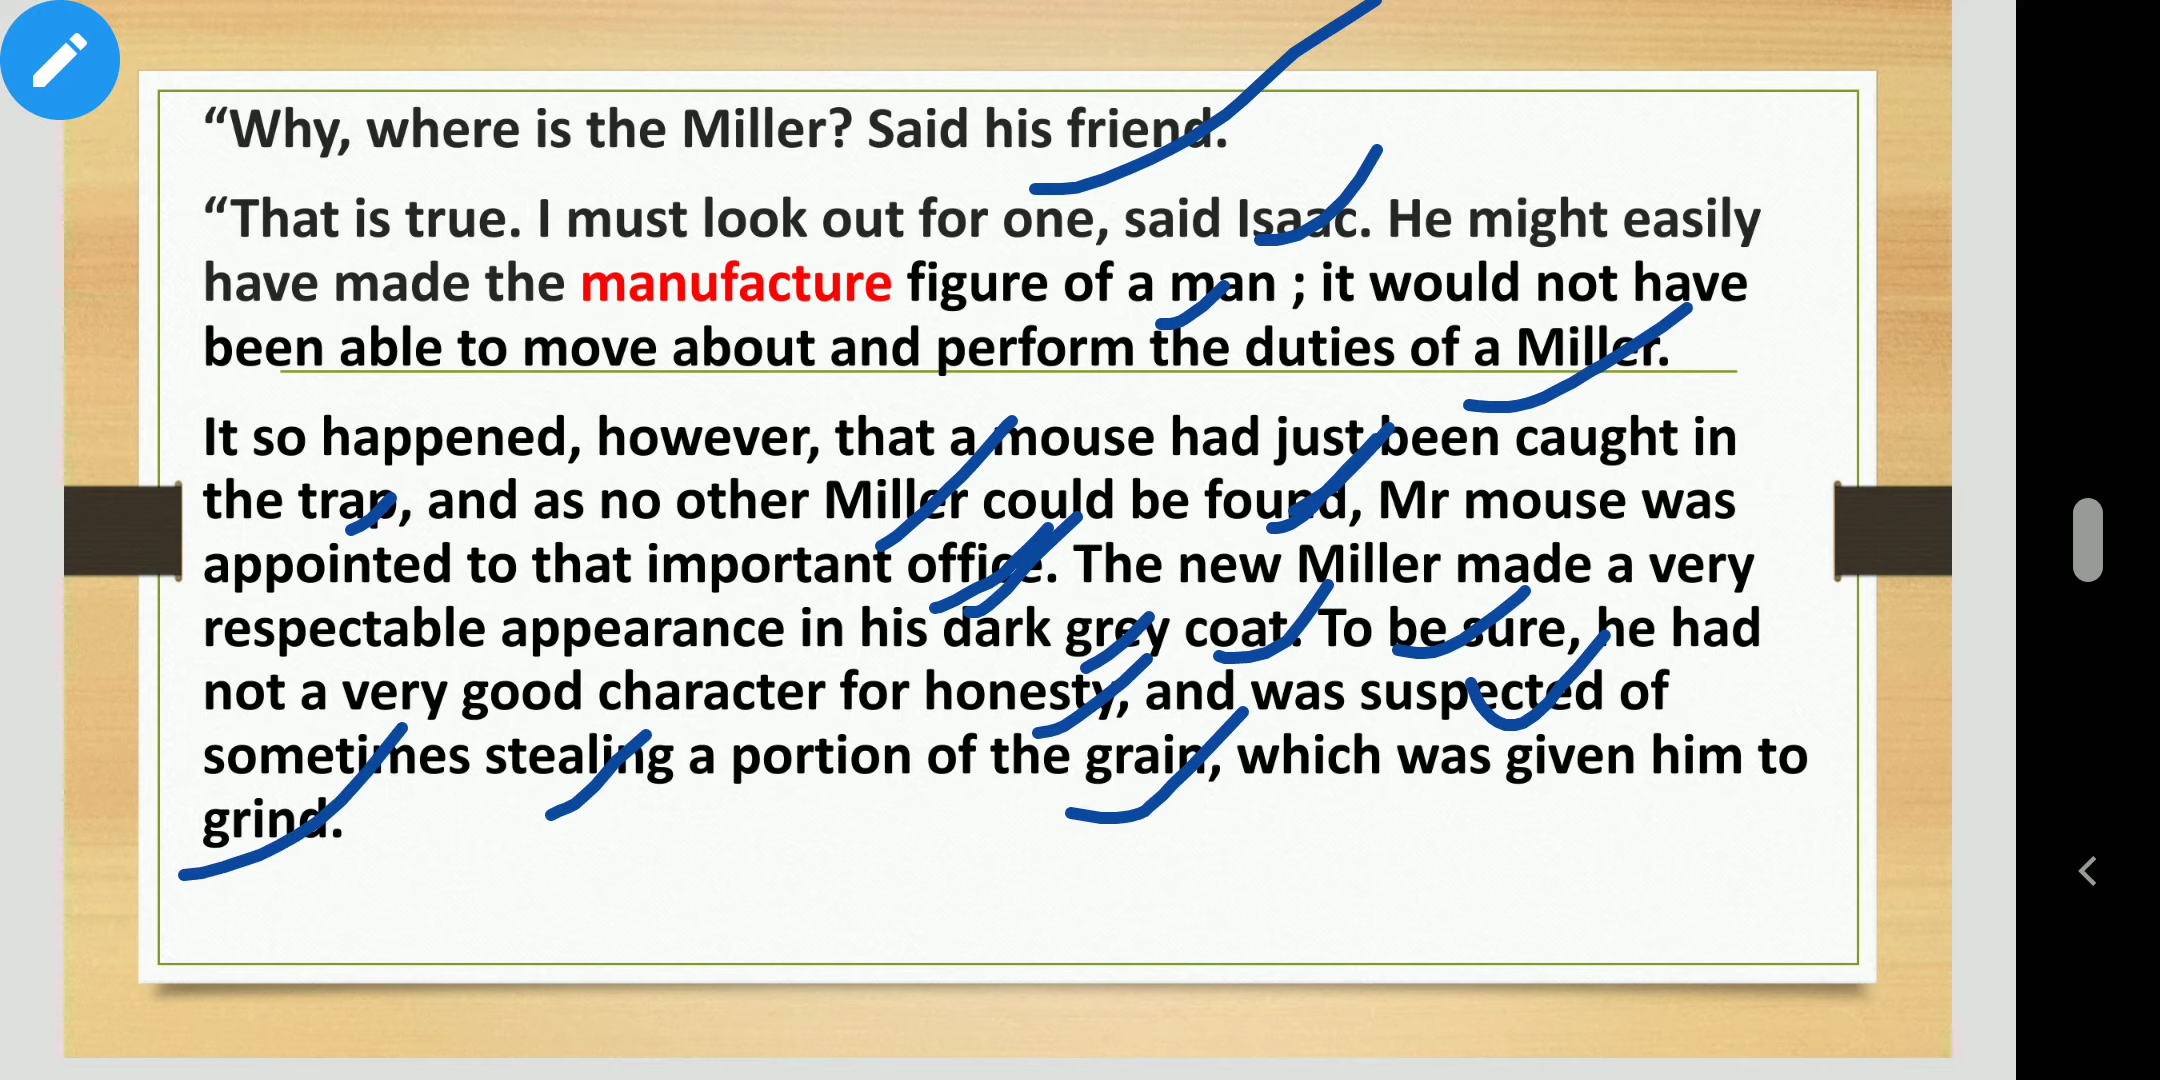 “Why, where is the Miller? Said his friend.
“That is true. I must look out for one, said Isaac. He might easily
have made the manufacture figure of a man ; it would not have
been able to move about and perform the duties of a Miller.
It so happened, however, that a mouse had just been caught in
the trap, and as no other Miller could be found, Mr mouse was
appointed to that important office. The new Miller made a very
respectable appearance in his dark grey coat. To be sure, he had
not a very good character for honesty, and was suspected of
sometimes stealing a portion of the grain, which was given him to
grind.